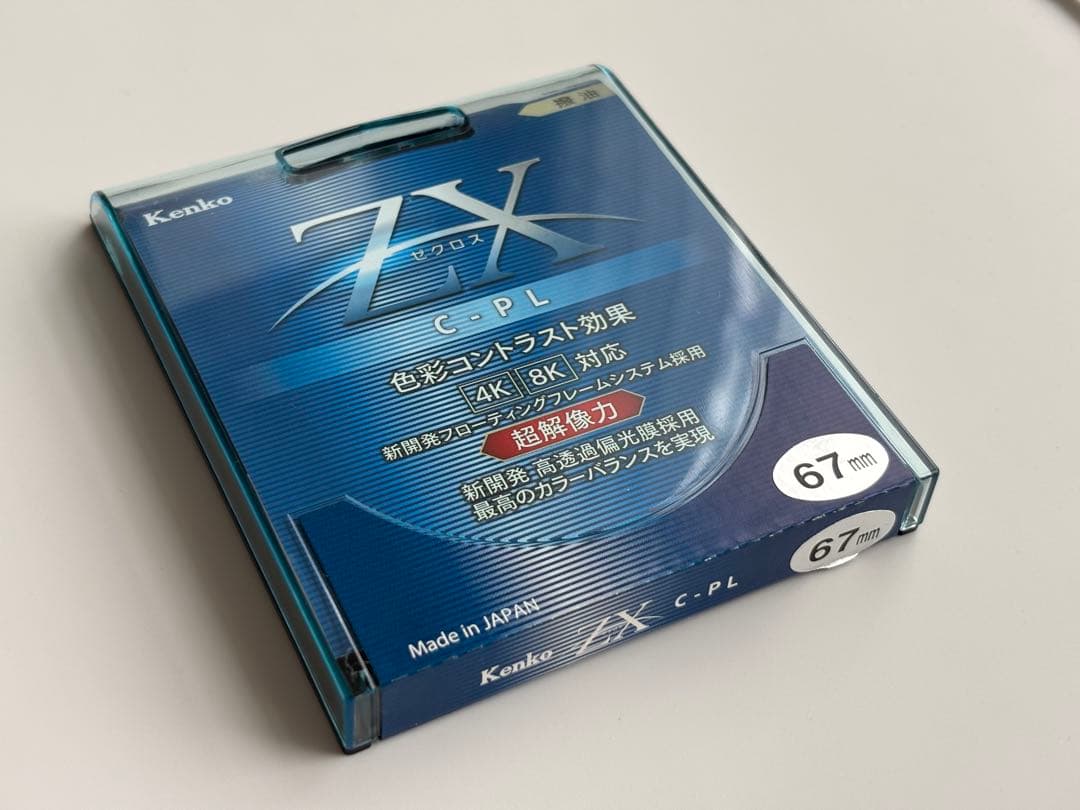 撥油
Kenko
ZX
ゼクロス
C-PL
色彩コントラスト効果
4K 8K 対応
新開発フローティングフレームシステム採用
超解像力
新開発・高透過偏光膜採用
最高のカラーバランスを実現
67mm
67mm
Made in JAPAN
Kenko ZX C-PL